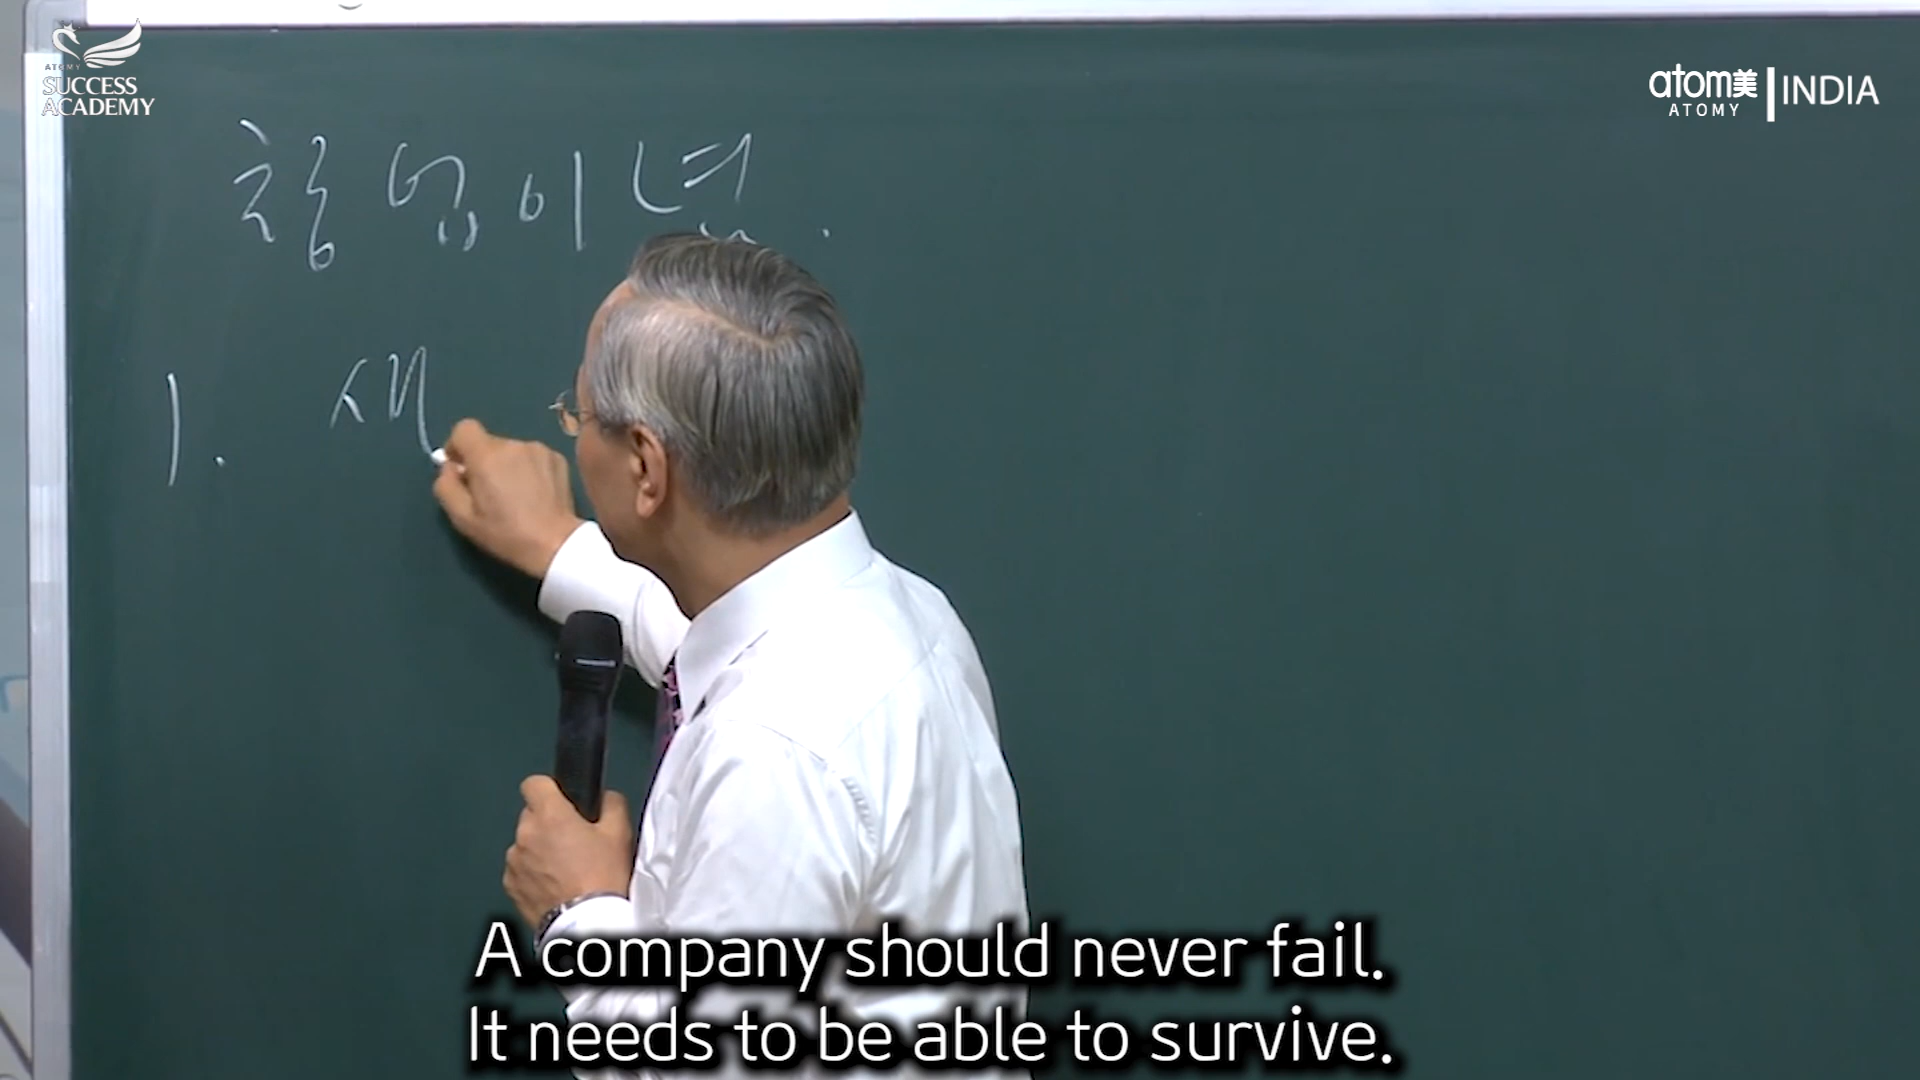 ATOMY
SUCCESS
ACADEMY
atom美
ATOMY
INDIA
창업이념.
1. 새
A company should never fail.
It needs to be able to survive.